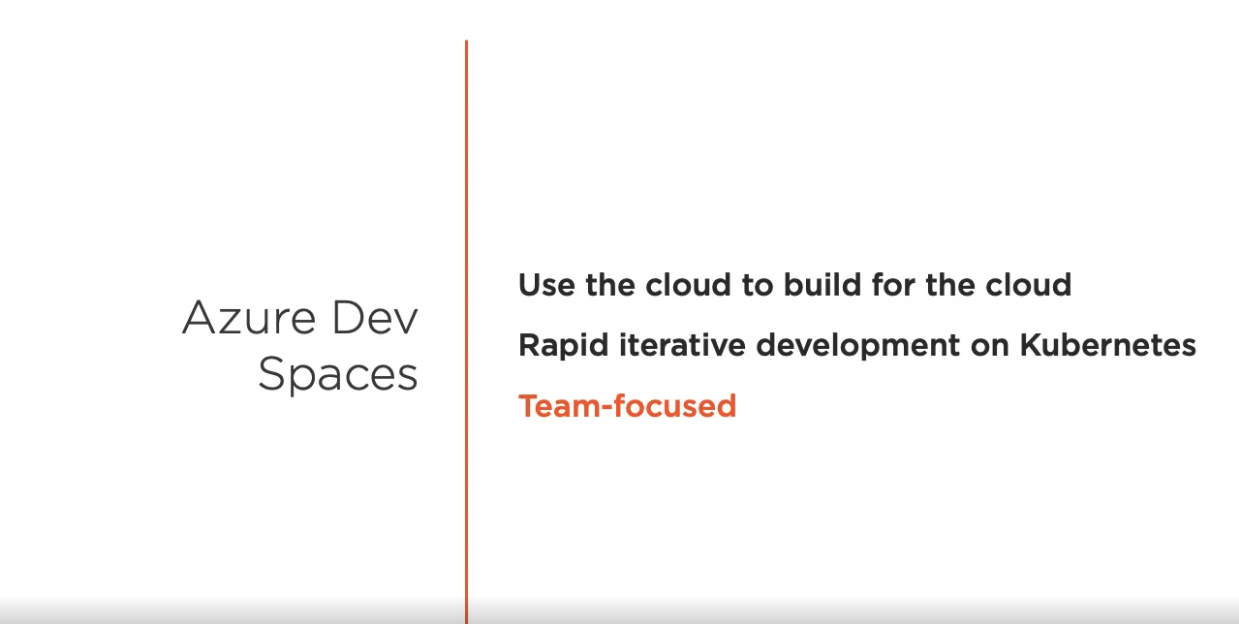 Azure Dev
Spaces
Use the cloud to build for the cloud
Rapid iterative development on Kubernetes
Team-focused